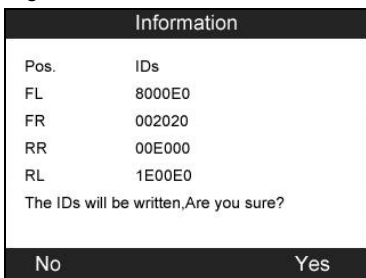 Information
Pos. IDs
FL 8000E0
FR 002020
RR 00E000
RL 1E00E0
The IDs will be written,Are you sure?
No Yes